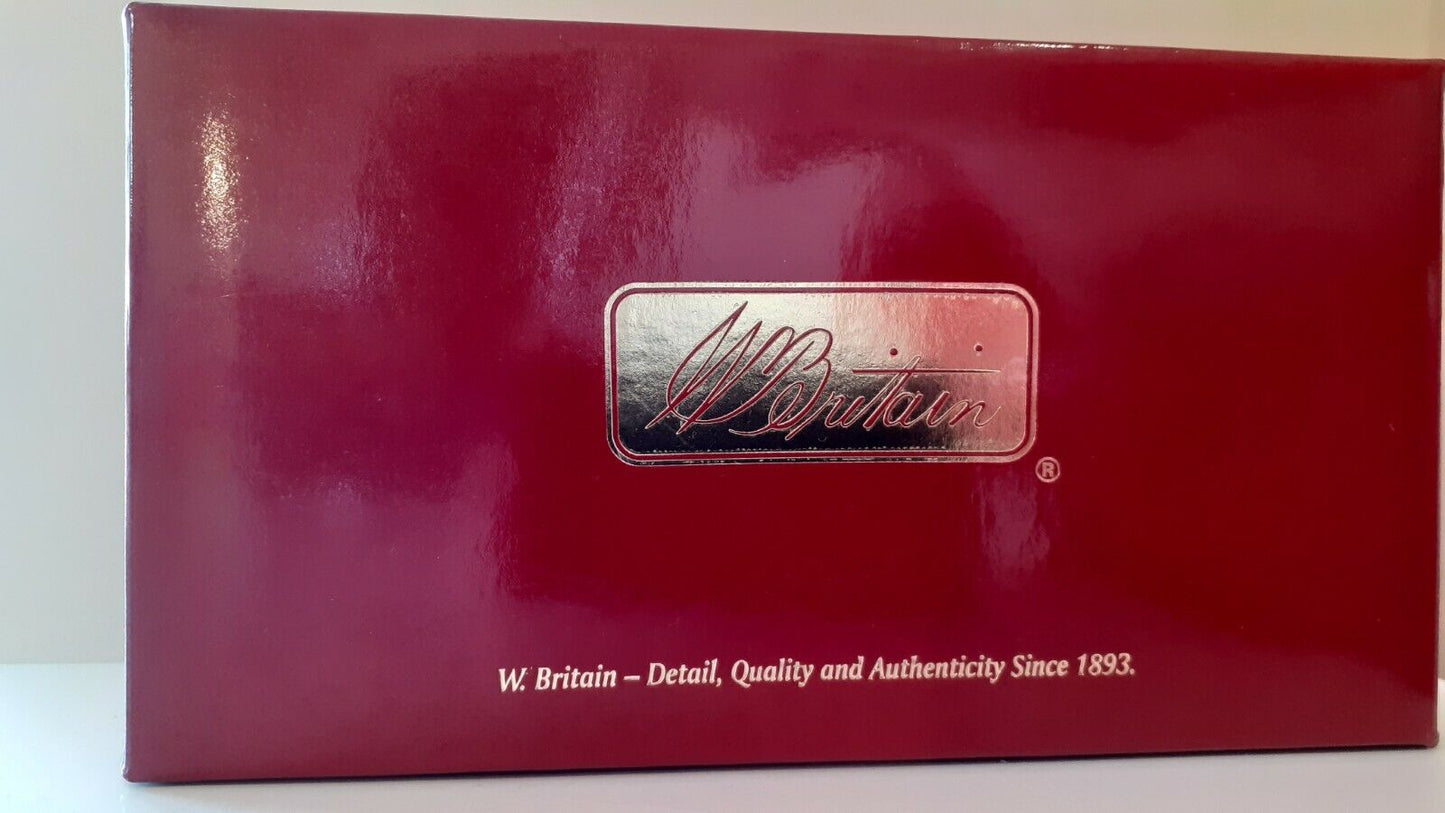 W Britain
®
W. Britain – Detail, Quality and Authenticity Since 1893.